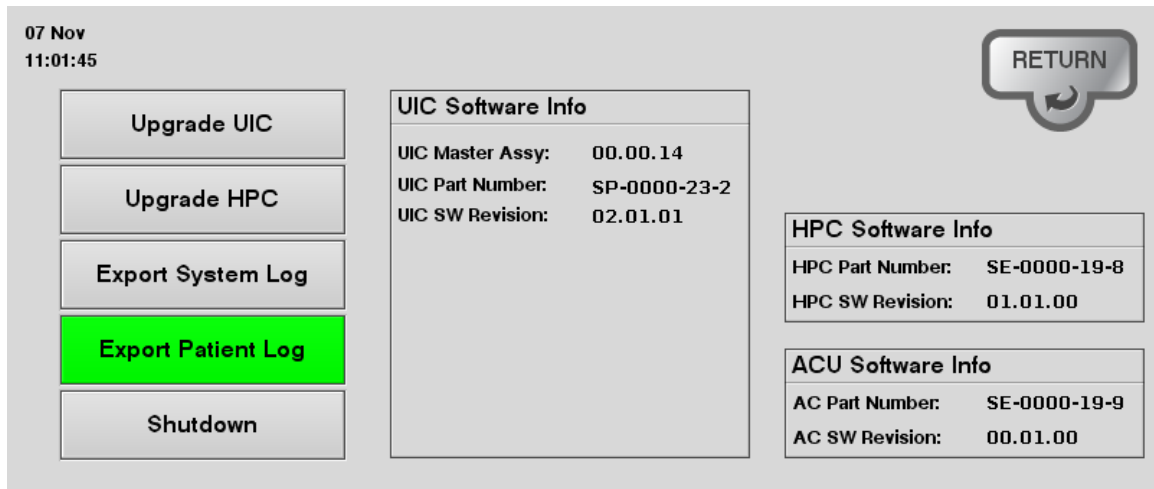 07 Nov
11:01:45
RETURN
Upgrade UIC
Upgrade HPC
Export System Log
Export Patient Log
Shutdown
UIC Software Info
UIC Master Assy: 00.00.14
UIC Part Number: SP-0000-23-2
UIC SW Revision: 02.01.01
HPC Software Info
HPC Part Number: SE-0000-19-8
HPC SW Revision: 01.01.00
ACU Software Info
AC Part Number: SE-0000-19-9
AC SW Revision: 00.01.00